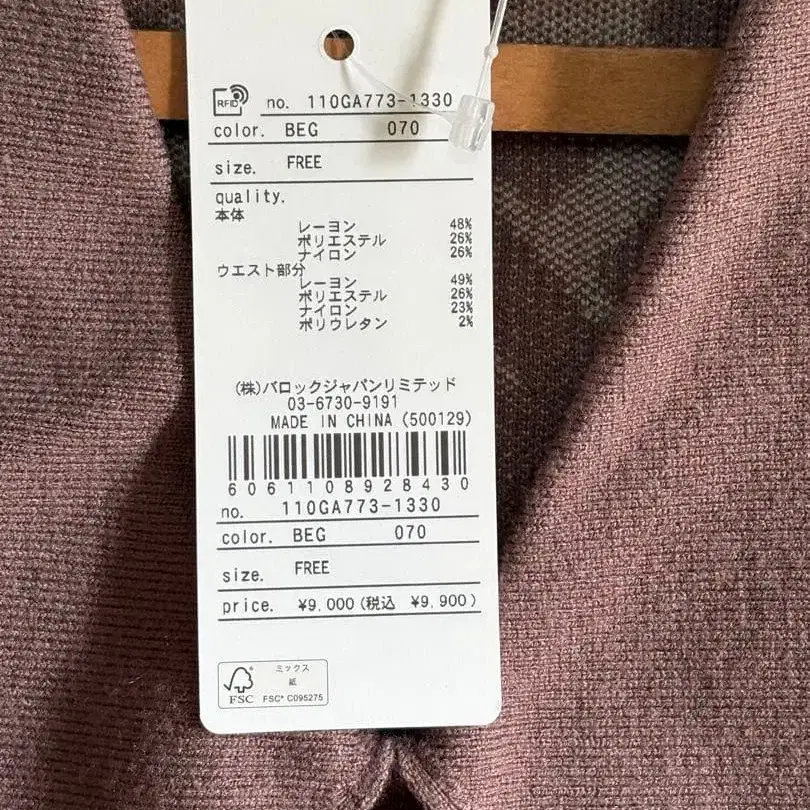 RFID
no. 110GA773-1330
color. BEG 070
size. FREE
quality.
本体
レーヨン 48%
ポリエステル 26%
ナイロン 26%
ウエスト部分
レーヨン 49%
ポリエステル 26%
ナイロン 23%
ポリウレタン 2%
(株)バロックジャパンリミテッド
03-6730-9191
MADE IN CHINA (500129)
6061108928430
no. 110GA773-1330
color. BEG 070
size. FREE
price. ¥9,000(税込 ¥9,900)
ミックス
紙
FSC FSC® C095275